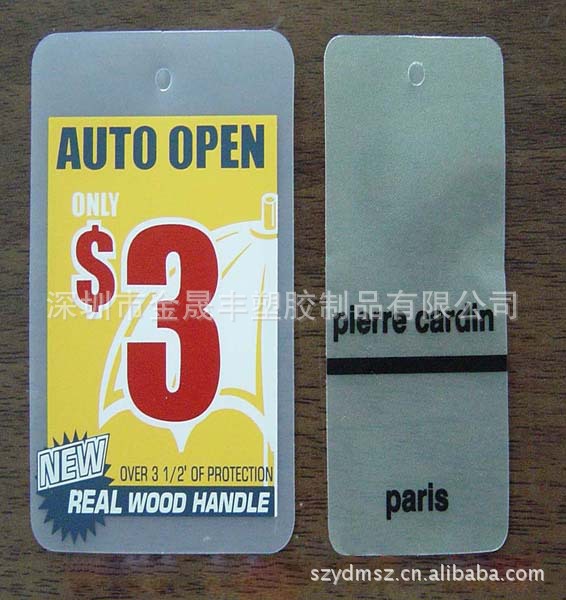 AUTO OPEN
ONLY
$3
NEW
OVER 3 1/2' OF PROTECTION
REAL WOOD HANDLE
pierre cardin
paris
深圳市金晟丰塑胶制品有限公司
szydmsz.cn.alibaba.com